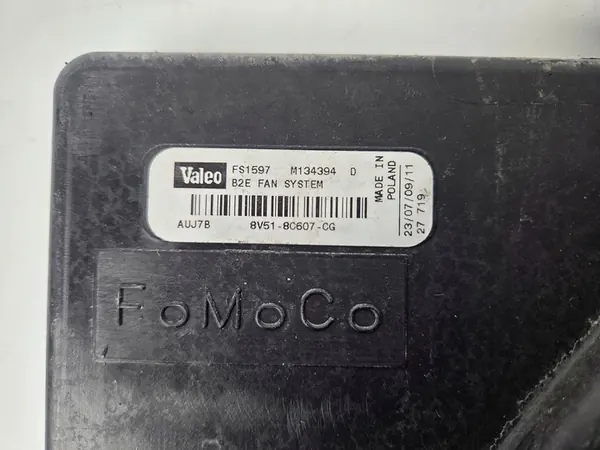 Valeo
FS1597 M134394 D
B2E FAN SYSTEM
AUJ7B 8V51-8C607-CG
MADE IN
POLAND
23/07/09/11
27 719
FoMoCo